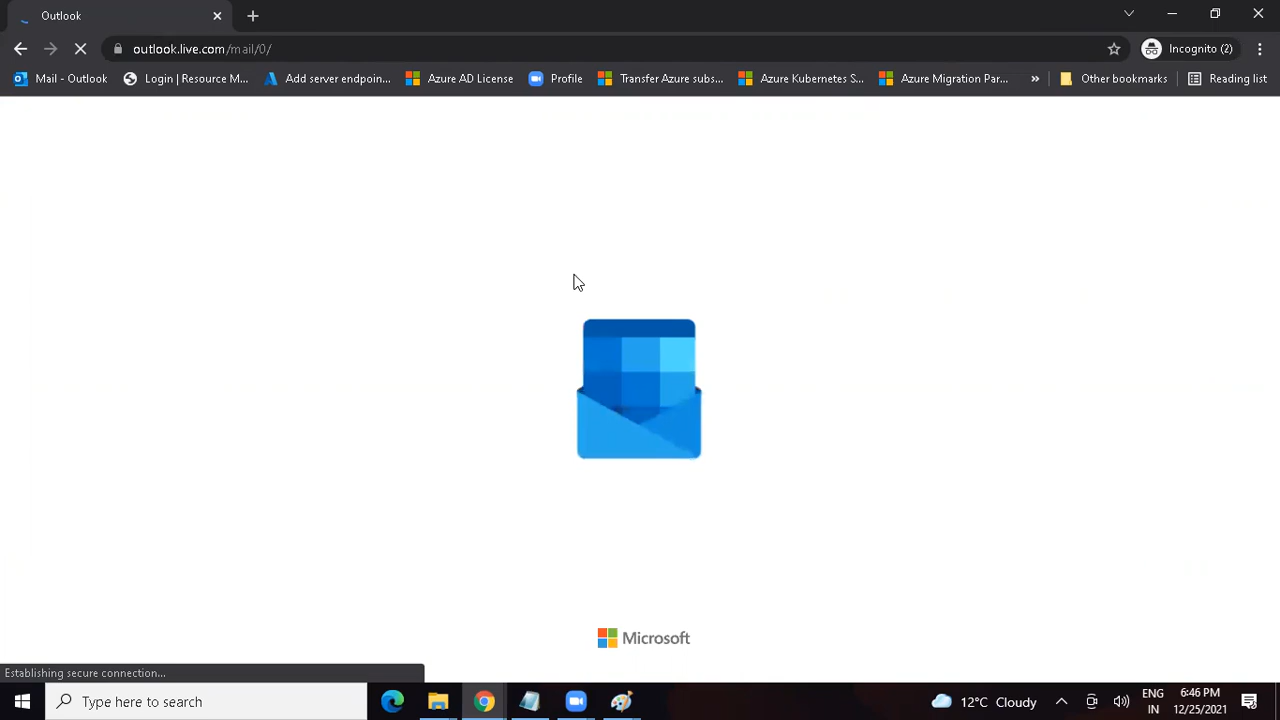 Outlook
outlook.live.com/mail/0/
Incognito (2)
Mail - Outlook
Login | Resource M...
Add server endpoin...
Azure AD License
Profile
Transfer Azure subs...
Azure Kubernetes S...
Azure Migration Par...
»
Other bookmarks
Reading list
Microsoft
Establishing secure connection...
Type here to search
12°C Cloudy
ENG
IN
6:46 PM
12/25/2021